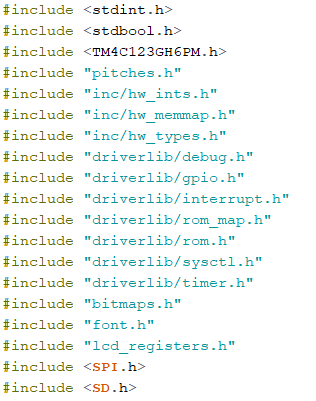 #include <stdint.h>
#include <stdbool.h>
#include <TM4C123GH6PM.h>
#include "pitches.h"
#include "inc/hw_ints.h"
#include "inc/hw_memmap.h"
#include "inc/hw_types.h"
#include "driverlib/debug.h"
#include "driverlib/gpio.h"
#include "driverlib/interrupt.h"
#include "driverlib/rom_map.h"
#include "driverlib/rom.h"
#include "driverlib/sysctl.h"
#include "driverlib/timer.h"
#include "bitmaps.h"
#include "font.h"
#include "lcd_registers.h"
#include <SPI.h>
#include <SD.h>